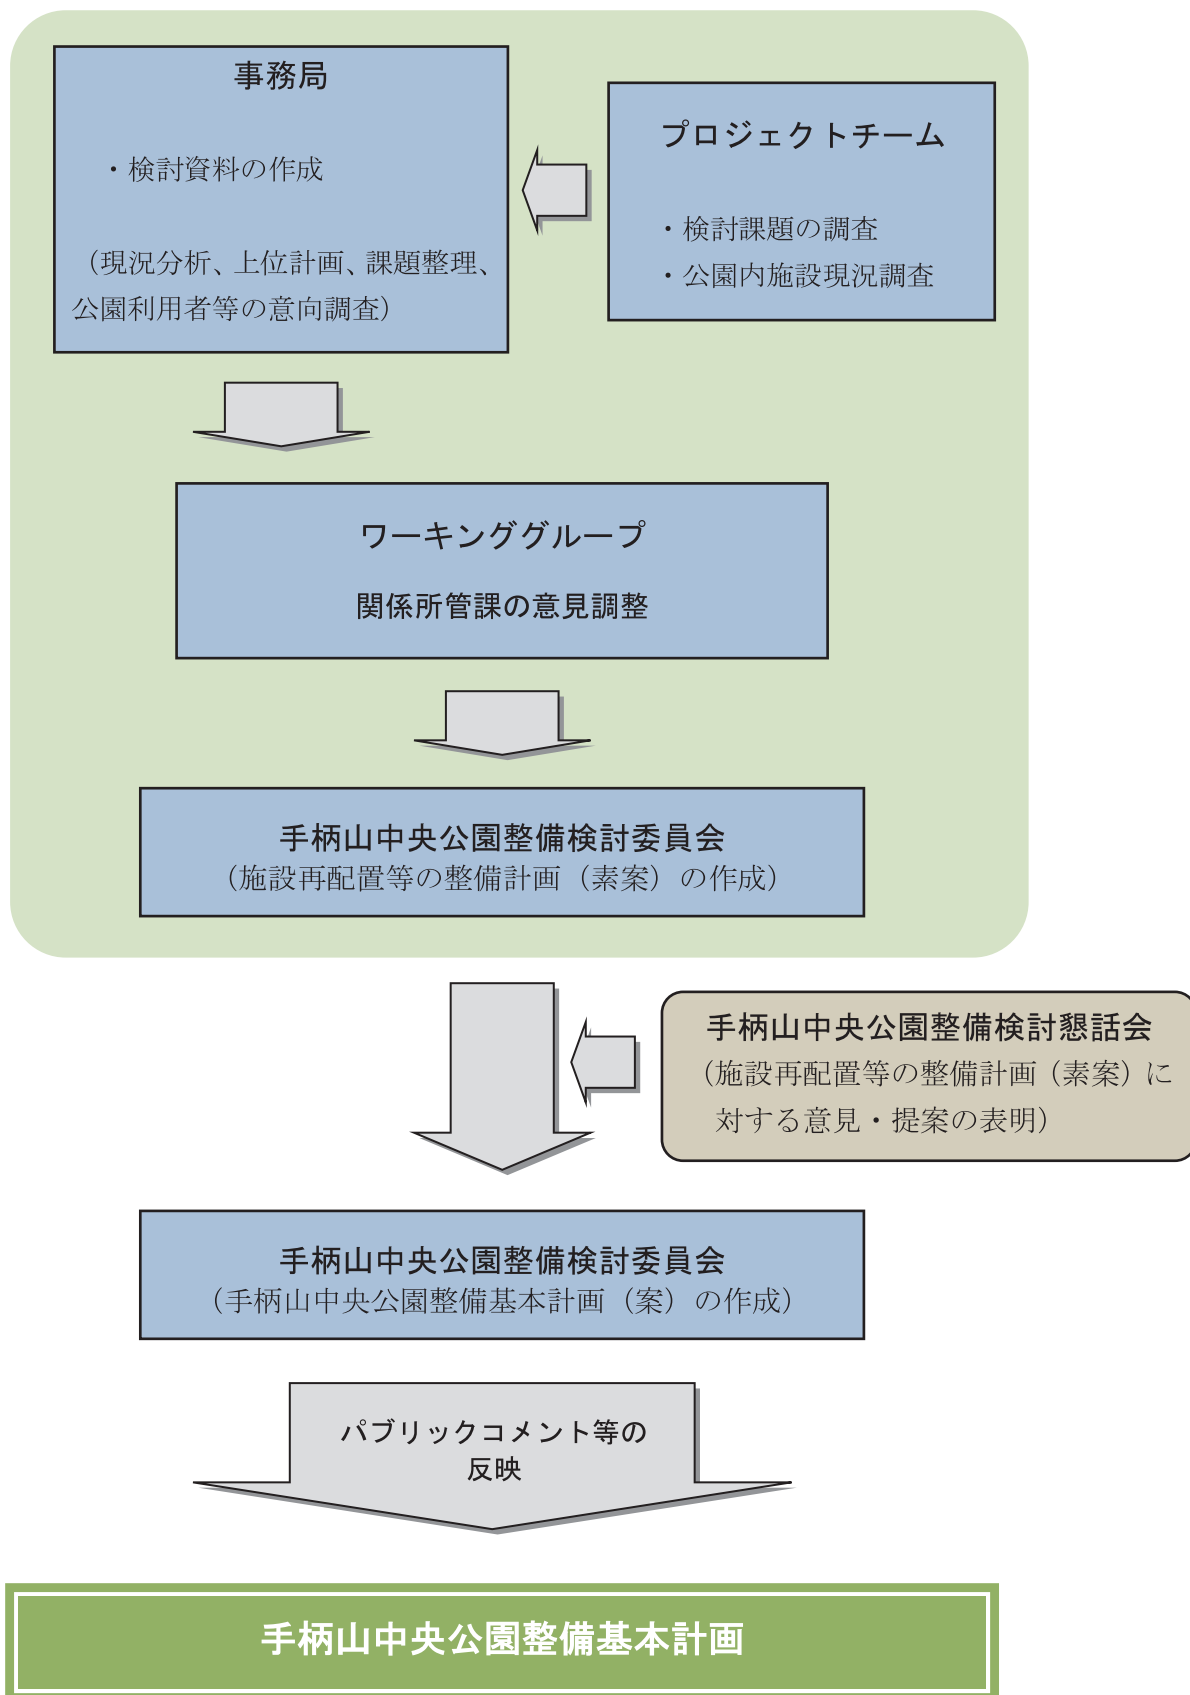 事務局
・検討資料の作成
（現況分析、上位計画、課題整理、
公園利用者等の意向調査）
プロジェクトチーム
・検討課題の調査
・公園内施設現況調査
ワーキンググループ
関係所管課の意見調整
手柄山中央公園整備検討委員会
（施設再配置等の整備計画（素案）の作成）
手柄山中央公園整備検討懇話会
（施設再配置等の整備計画（素案）に
対する意見・提案の表明）
手柄山中央公園整備検討委員会
（手柄山中央公園整備基本計画（案）の作成）
パブリックコメント等の
反映
手柄山中央公園整備基本計画